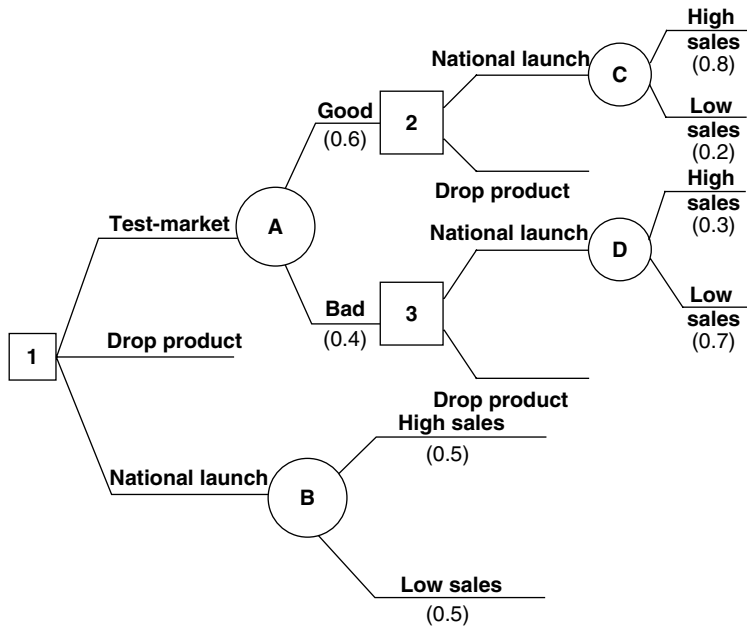 High
sales
(0.8)
National launch
C
Good
(0.6)
2
Low
sales
(0.2)
Drop product
High
sales
(0.3)
Test-market
A
National launch
D
Bad
(0.4)
3
Low
sales
(0.7)
1
Drop product
Drop product
High sales
(0.5)
National launch
B
Low sales
(0.5)